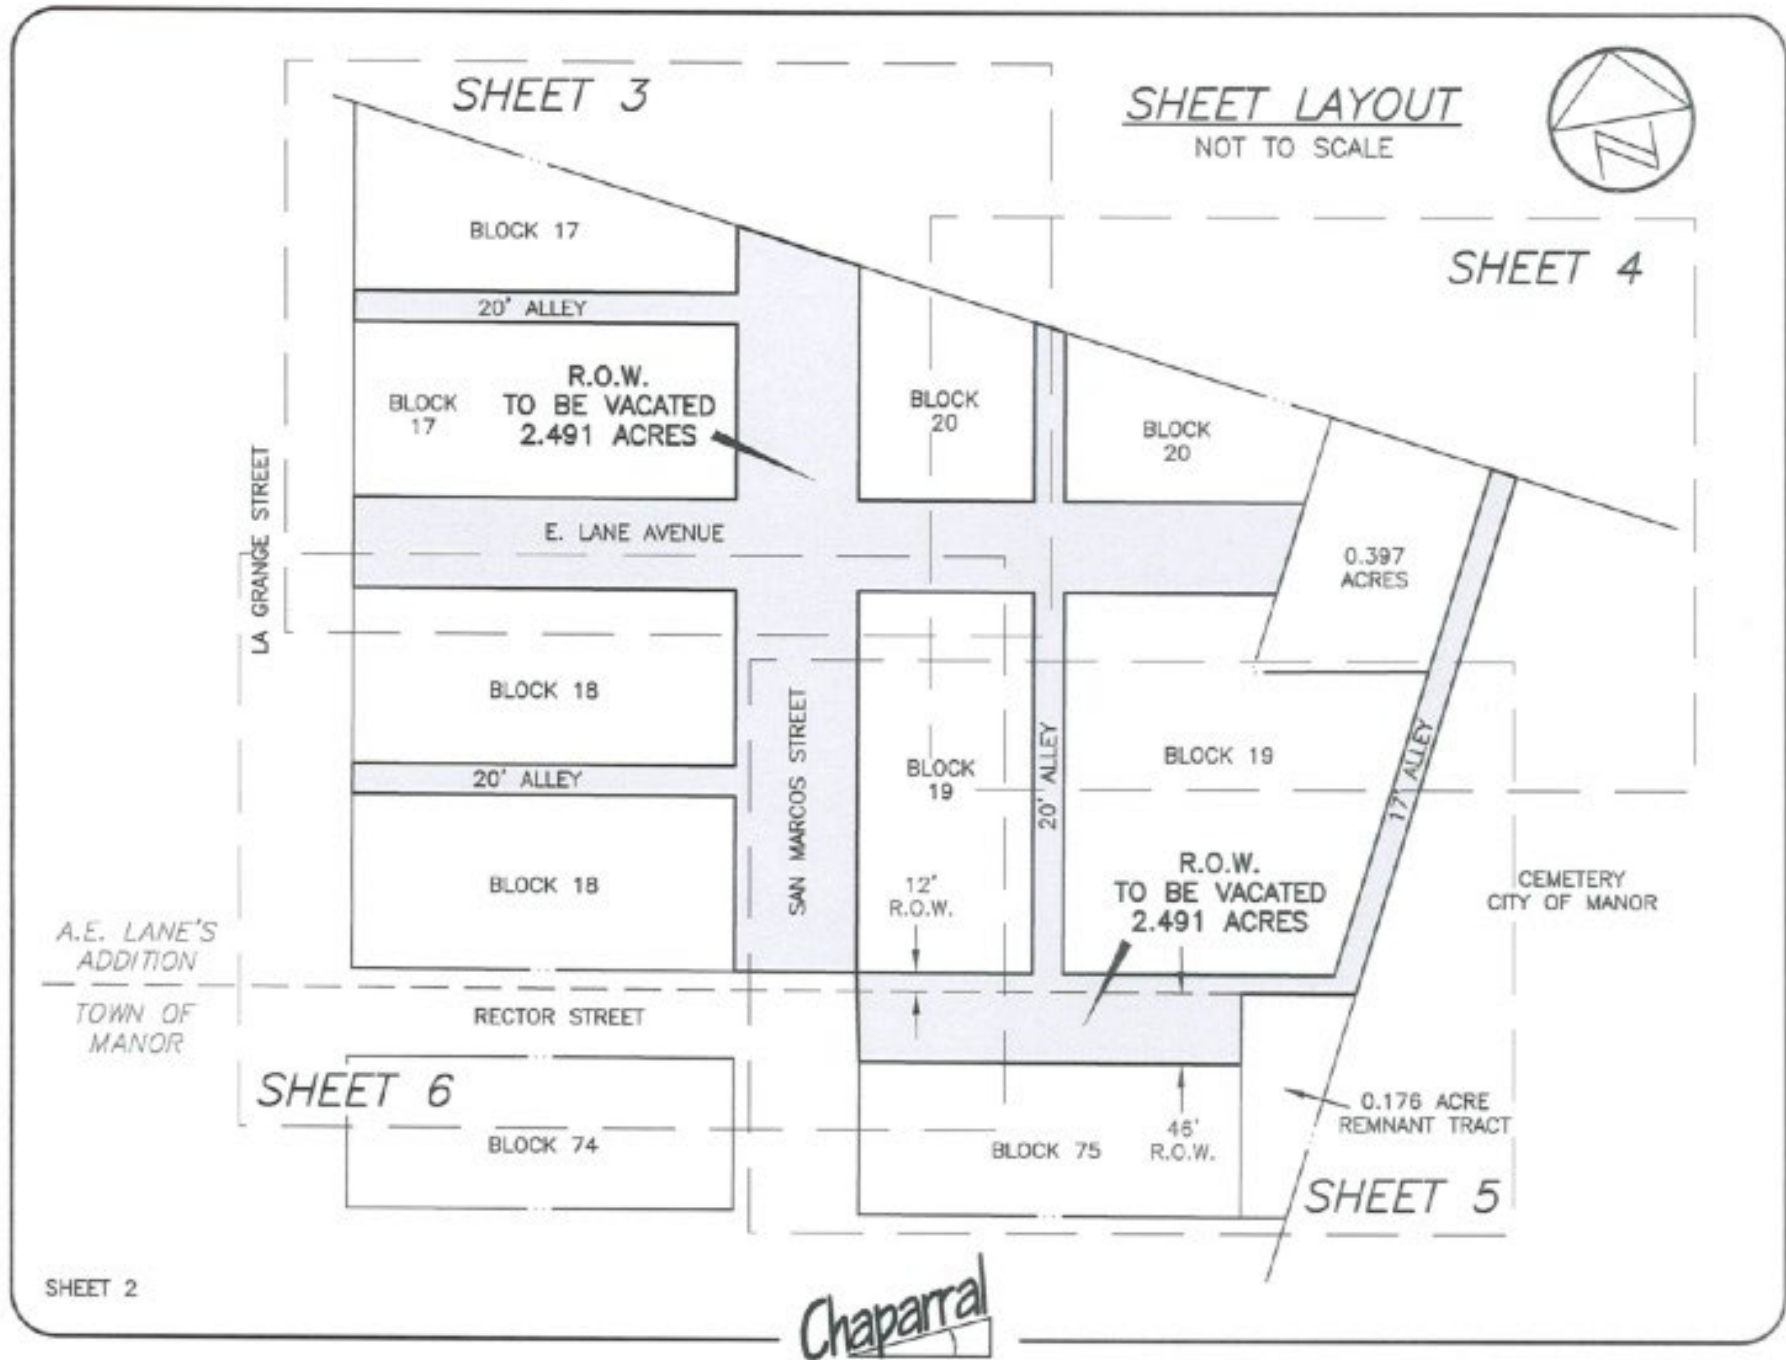 SHEET 3
SHEET LAYOUT
NOT TO SCALE
N
BLOCK 17
SHEET 4
20' ALLEY
R.O.W.
TO BE VACATED
2.491 ACRES
BLOCK
17
BLOCK
20
BLOCK
20
LA GRANGE STREET
E. LANE AVENUE
0.397
ACRES
BLOCK 18
SAN MARCOS STREET
20' ALLEY
BLOCK
19
20' ALLEY
BLOCK 19
17' ALLEY
BLOCK 18
12'
R.O.W.
R.O.W.
TO BE VACATED
2.491 ACRES
CEMETERY
CITY OF MANOR
A.E. LANE'S
ADDITION
TOWN OF
MANOR
RECTOR STREET
SHEET 6
BLOCK 74
BLOCK 75
46'
R.O.W.
0.176 ACRE
REMNANT TRACT
SHEET 5
SHEET 2
Chaparral